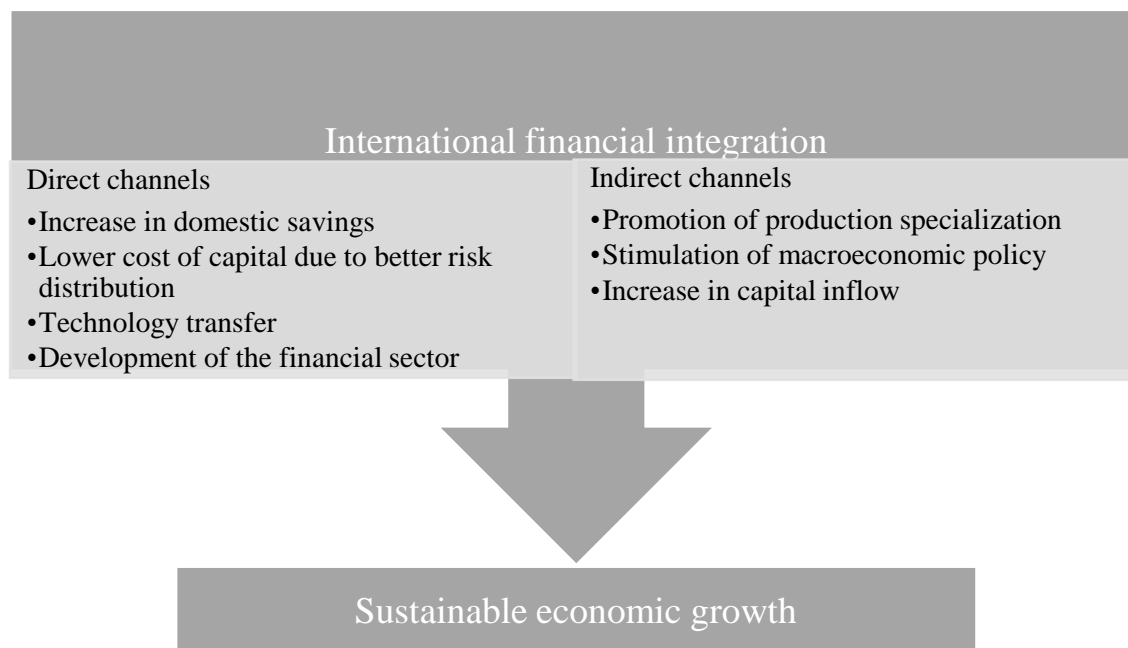 International financial integration
Direct channels
•Increase in domestic savings
•Lower cost of capital due to better risk
distribution
•Technology transfer
•Development of the financial sector
Indirect channels
•Promotion of production specialization
•Stimulation of macroeconomic policy
•Increase in capital inflow
Sustainable economic growth